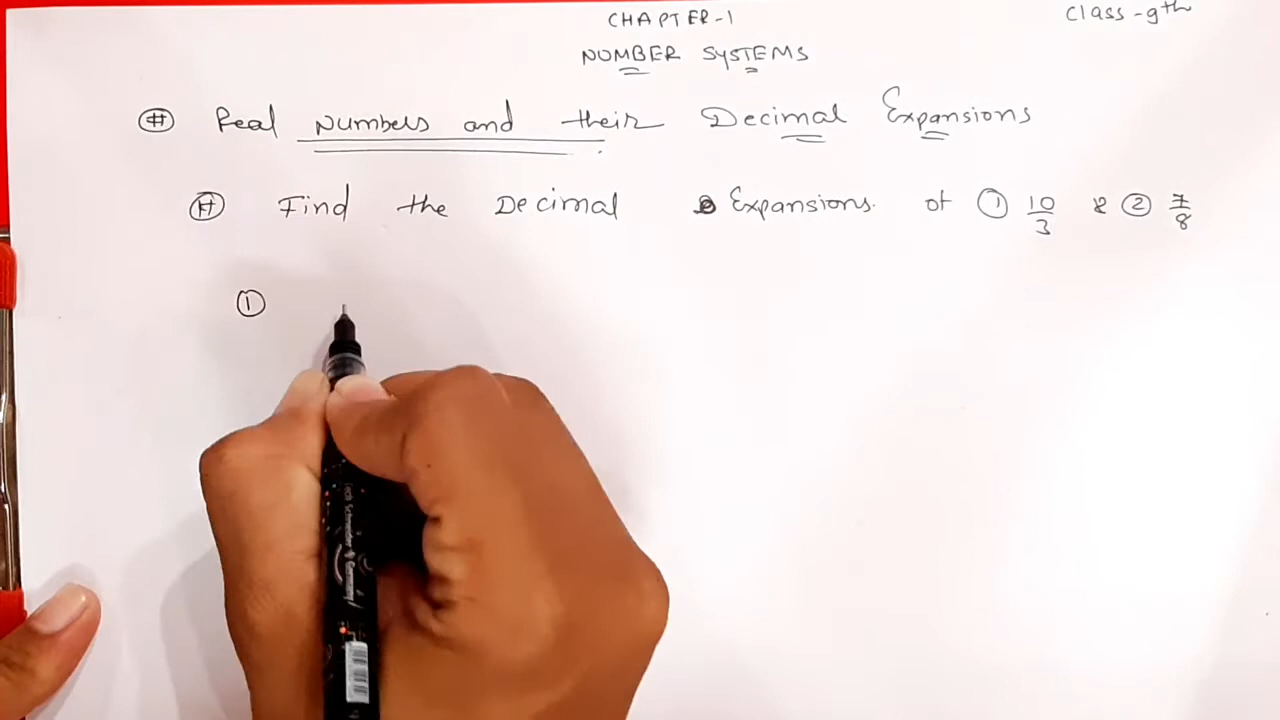 CHAPTER-1
Class-9th
NUMBER SYSTEMS
# Real Numbers and their Decimal Expansions
# Find the Decimal Expansions. of ① 10/3 & ② 7/8
①